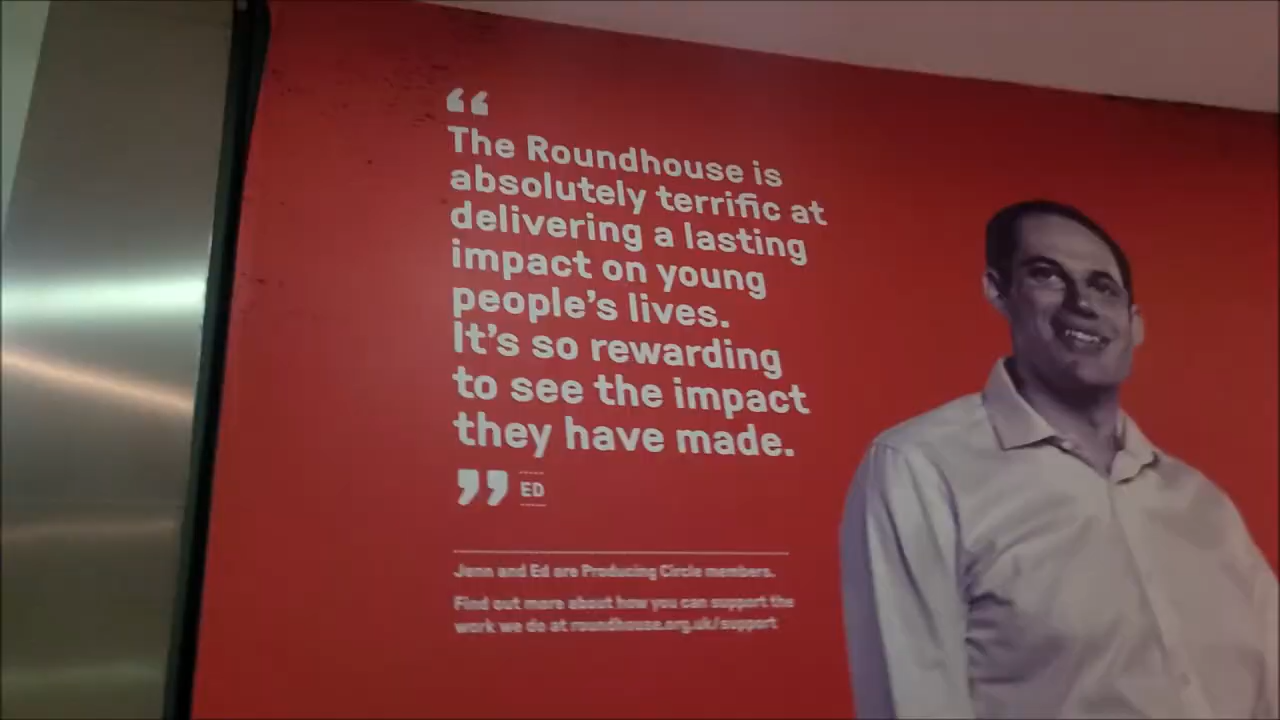 “
The Roundhouse is
absolutely terrific at
delivering a lasting
impact on young
people’s lives.
It’s so rewarding
to see the impact
they have made.
” ED
Jenn and Ed are Producing Circle members.
Find out more about how you can support the
work we do at roundhouse.org.uk/support